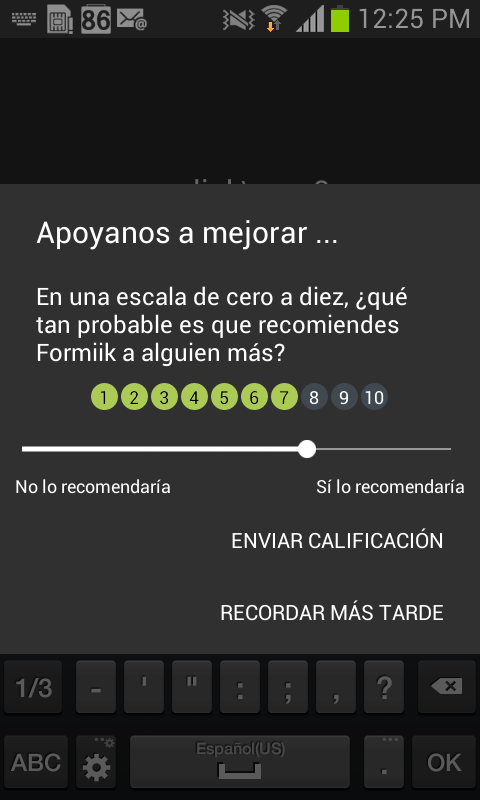 86 12:25 PM
Apoyanos a mejorar ...
En una escala de cero a diez, ¿qué
tan probable es que recomiendes
Formiik a alguien más?
1 2 3 4 5 6 7 8 9 10
No lo recomendaría Sí lo recomendaría
ENVIAR CALIFICACIÓN
RECORDAR MÁS TARDE
1/3 - ' " : ; , ?
Español(US)
ABC . OK